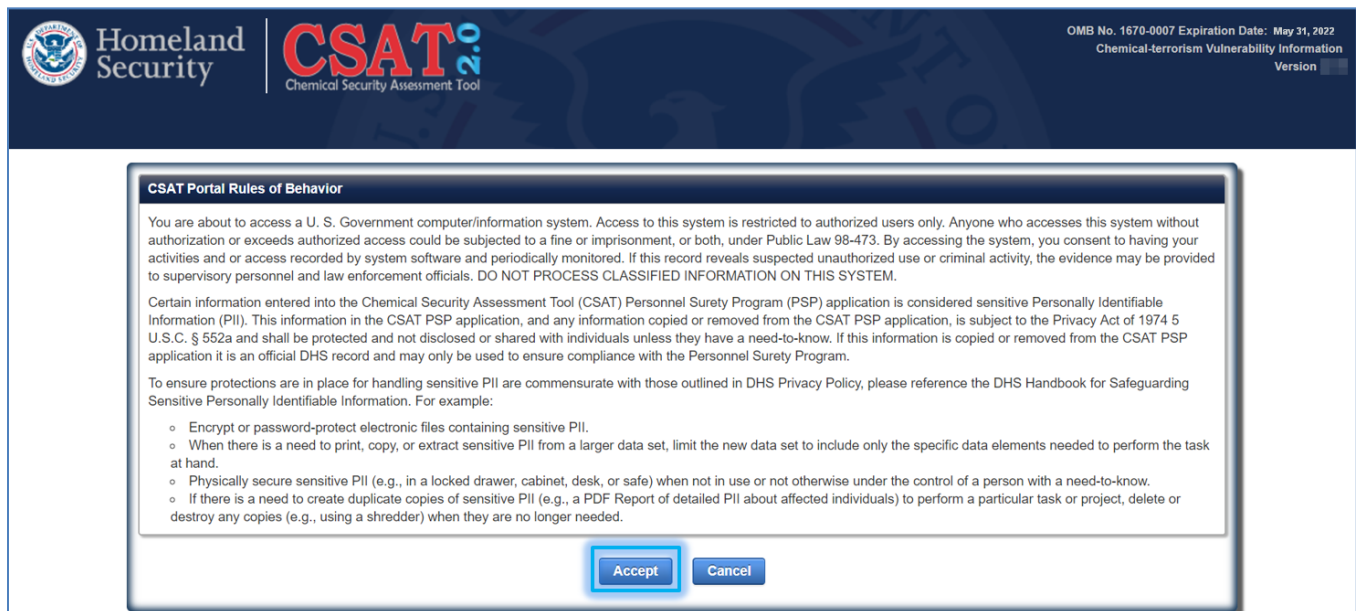 Homeland
Security
CSAT 2.0
Chemical Security Assessment Tool
OMB No. 1670-0007 Expiration Date: May 31, 2022
Chemical-terrorism Vulnerability Information
Version
CSAT Portal Rules of Behavior
You are about to access a U. S. Government computer/information system. Access to this system is restricted to authorized users only. Anyone who accesses this system without
authorization or exceeds authorized access could be subjected to a fine or imprisonment, or both, under Public Law 98-473. By accessing the system, you consent to having your
activities and or access recorded by system software and periodically monitored. If this record reveals suspected unauthorized use or criminal activity, the evidence may be provided
to supervisory personnel and law enforcement officials. DO NOT PROCESS CLASSIFIED INFORMATION ON THIS SYSTEM.
Certain information entered into the Chemical Security Assessment Tool (CSAT) Personnel Surety Program (PSP) application is considered sensitive Personally Identifiable
Information (PII). This information in the CSAT PSP application, and any information copied or removed from the CSAT PSP application, is subject to the Privacy Act of 1974 5
U.S.C. § 552a and shall be protected and not disclosed or shared with individuals unless they have a need-to-know. If this information is copied or removed from the CSAT PSP
application it is an official DHS record and may only be used to ensure compliance with the Personnel Surety Program.
To ensure protections are in place for handling sensitive PII are commensurate with those outlined in DHS Privacy Policy, please reference the DHS Handbook for Safeguarding
Sensitive Personally Identifiable Information. For example:
◦ Encrypt or password-protect electronic files containing sensitive PII.
◦ When there is a need to print, copy, or extract sensitive PII from a larger data set, limit the new data set to include only the specific data elements needed to perform the task
at hand.
◦ Physically secure sensitive PII (e.g., in a locked drawer, cabinet, desk, or safe) when not in use or not otherwise under the control of a person with a need-to-know.
◦ If there is a need to create duplicate copies of sensitive PII (e.g., a PDF Report of detailed PII about affected individuals) to perform a particular task or project, delete or
destroy any copies (e.g., using a shredder) when they are no longer needed.
Accept
Cancel